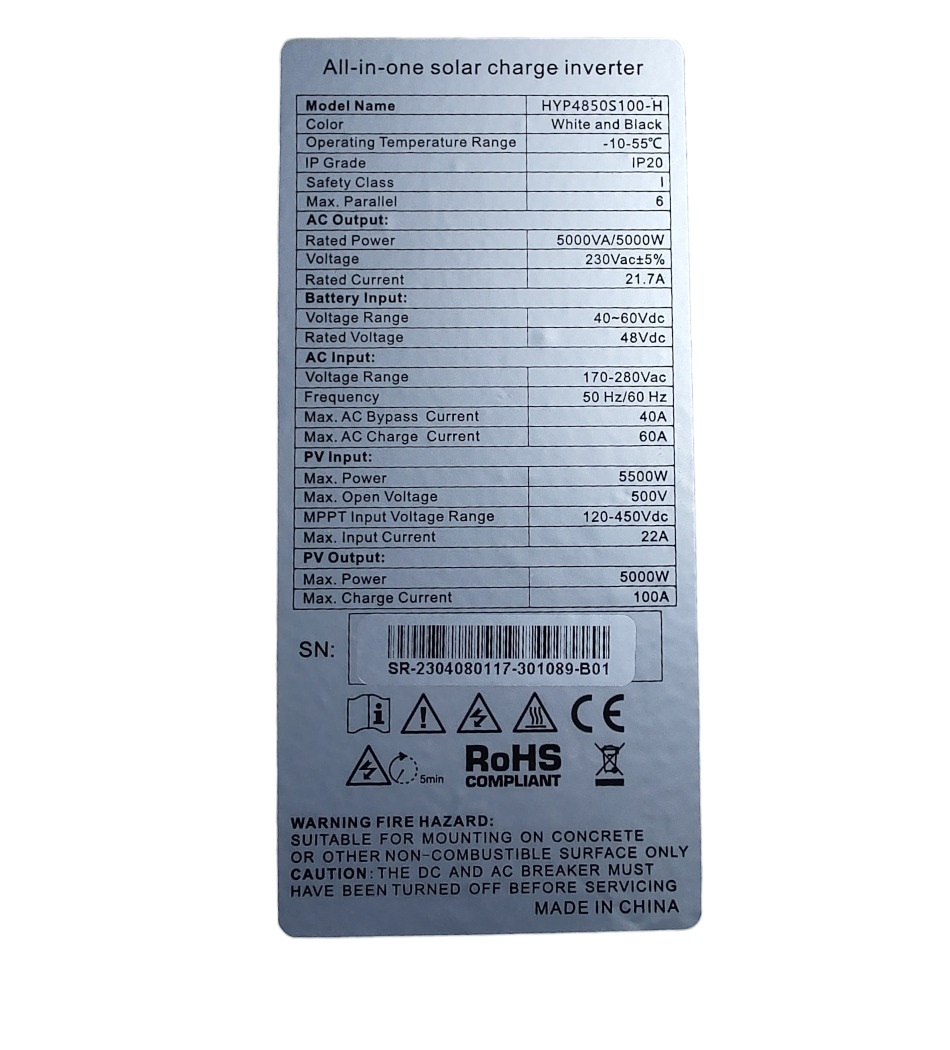 All-in-one solar charge inverter
Model Name HYP4850S100-H
Color White and Black
Operating Temperature Range -10-55℃
IP Grade IP20
Safety Class I
Max. Parallel 6
AC Output:
Rated Power 5000VA/5000W
Voltage 230Vac±5%
Rated Current 21.7A
Battery Input:
Voltage Range 40~60Vdc
Rated Voltage 48Vdc
AC Input:
Voltage Range 170-280Vac
Frequency 50 Hz/60 Hz
Max. AC Bypass Current 40A
Max. AC Charge Current 60A
PV Input:
Max. Power 5500W
Max. Open Voltage 500V
MPPT Input Voltage Range 120-450Vdc
Max. Input Current 22A
PV Output:
Max. Power 5000W
Max. Charge Current 100A
SN:
SR-2304080117-301089-B01
CE
5min
RoHS
COMPLIANT
WARNING FIRE HAZARD:
SUITABLE FOR MOUNTING ON CONCRETE
OR OTHER NON-COMBUSTIBLE SURFACE ONLY
CAUTION: THE DC AND AC BREAKER MUST
HAVE BEEN TURNED OFF BEFORE SERVICING
MADE IN CHINA